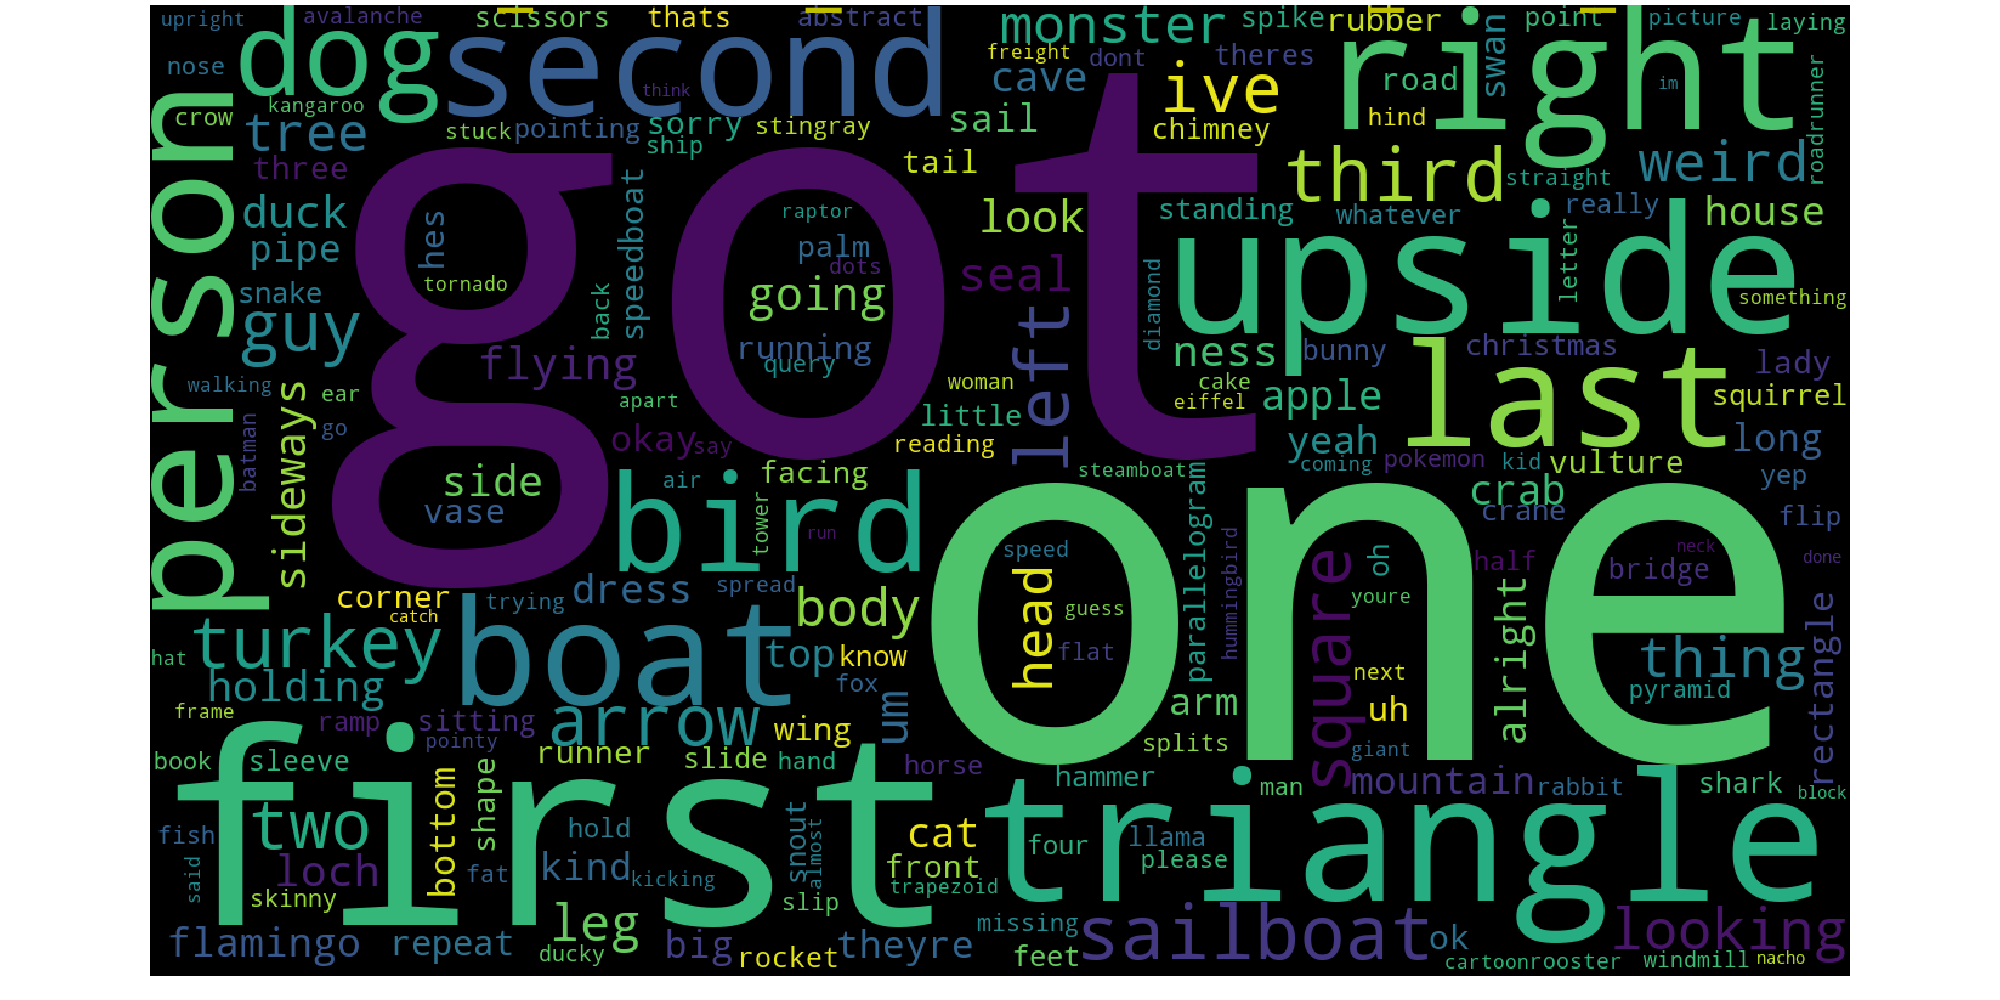 upright
avalanche
scissors
thats
abstract
monster
spike
rubber
point
picture
laying
dog
second
right
swan
nose
freight
dont
theres
kangaroo
think
cave
ive
road
im
roadrunner
crow
tree
stuck
pointing
sorry
stingray
sail
chimney
hind
person
three
ship
tail
third
straight
weird
got
duck
hes
speedboat
raptor
look
standing
whatever
really
house
pipe
palm
upside
letter
snake
tornado
back
dots
going
seal
left
diamond
something
guy
flying
running
query
ness
bunny
christmas
lady
walking
ear
apart
woman
cake
eiffel
apple
last
squirrel
batman
sideways
go
okay
say
little
reading
yeah
long
side
bird
air
facing
steamboat
coming
pokemon
kid
vulture
yep
vase
tower
run
parallelogram
crab
crane
flip
one
speed
hummingbird
square
oh
half
bridge
neck
done
corner
trying
dress
spread
body
head
guess
youre
alright
rectangle
catch
turkey
boat
top
know
flat
thing
hat
holding
fox
um
arm
next
pyramid
frame
ramp
sitting
arrow
wing
uh
pointy
splits
giant
book
sleeve
runner
slide
hand
horse
hammer
man
mountain
rabbit
shark
block
first
bottom
shape
triangle
fish
two
hold
snout
almost
cat
four
llama
please
said
loch
fat
kind
kicking
front
trapezoid
skinny
slip
leg
missing
sailboat
ok
looking
flamingo
repeat
ducky
big
rocket
theyre
feet
cartoonrooster
windmill
nacho